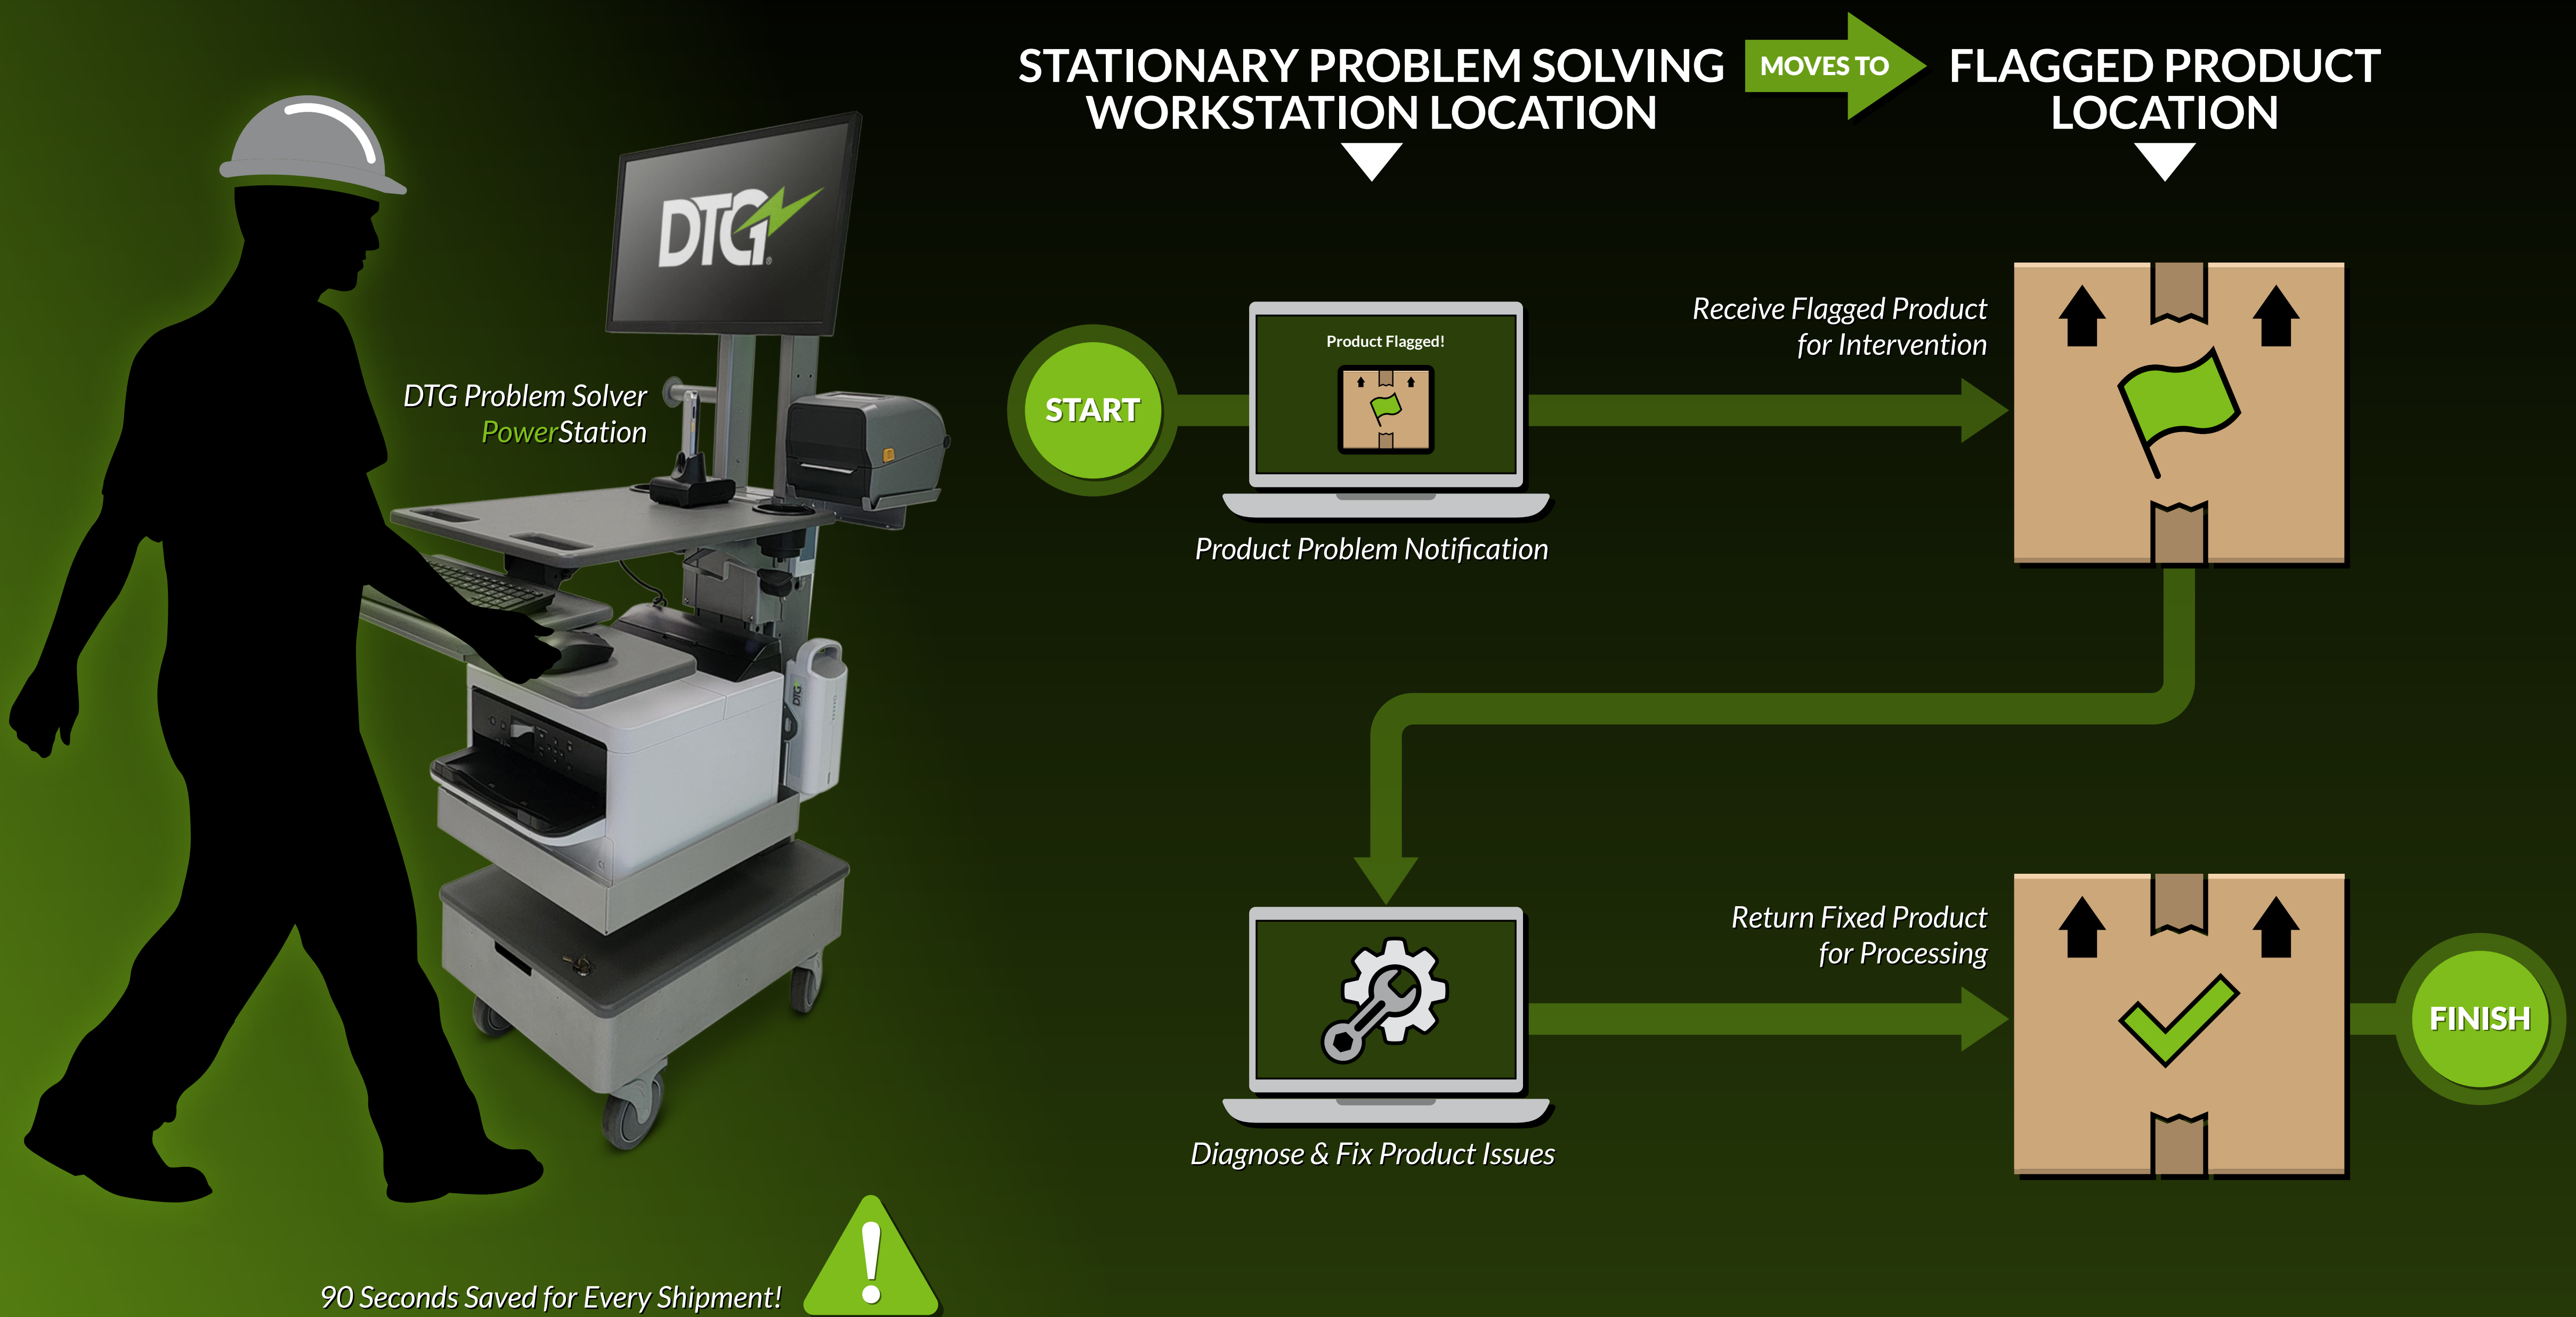 STATIONARY PROBLEM SOLVING
WORKSTATION LOCATION
MOVES TO
FLAGGED PRODUCT
LOCATION
DTG®
DTG Problem Solver
PowerStation
START
Product Flagged!
Product Problem Notification
Receive Flagged Product
for Intervention
DTG
Diagnose & Fix Product Issues
Return Fixed Product
for Processing
FINISH
90 Seconds Saved for Every Shipment!